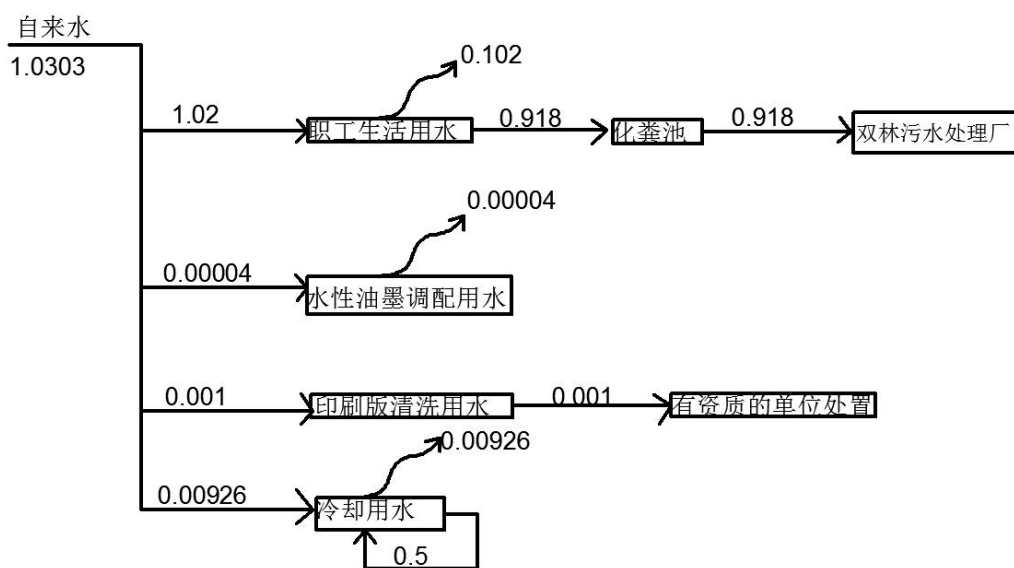 自来水
1.0303
0.102
1.02
职工生活用水
0.918
化粪池
0.918
双林污水处理厂
0.00004
0.00004
水性油墨调配用水
0.001
印刷版清洗用水
0.001
有资质的单位处置
0.00926
0.00926
冷却用水
0.5